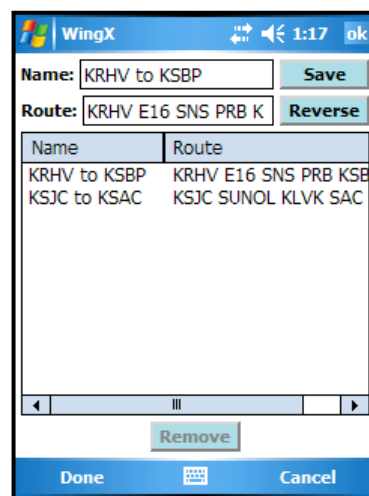 WingX 1:17 ok
Name: KRHV to KSBP Save
Route: KRHV E16 SNS PRB K Reverse
Name Route
KRHV to KSBP KRHV E16 SNS PRB KSB
KSJC to KSAC KSJC SUNOL KLVK SAC
Remove
Done Cancel